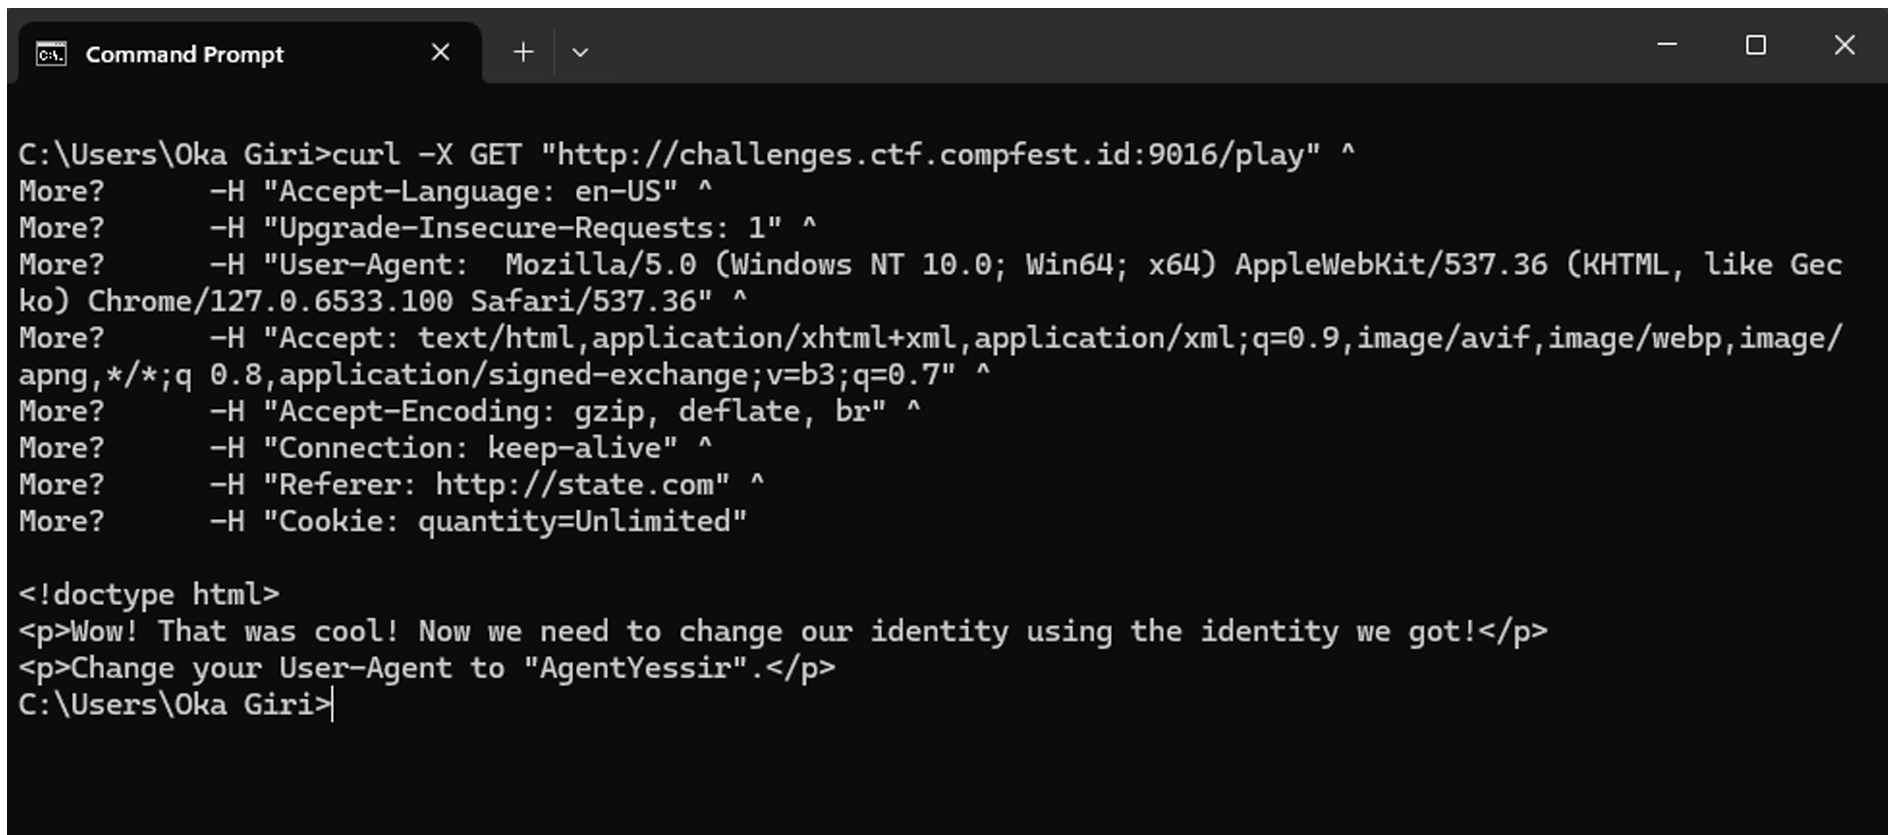 Command Prompt
C:\Users\Oka Giri>curl -X GET "http://challenges.ctf.compfest.id:9016/play" ^
More?      -H "Accept-Language: en-US" ^
More?      -H "Upgrade-Insecure-Requests: 1" ^
More?      -H "User-Agent:  Mozilla/5.0 (Windows NT 10.0; Win64; x64) AppleWebKit/537.36 (KHTML, like Gec
ko) Chrome/127.0.6533.100 Safari/537.36" ^
More?      -H "Accept: text/html,application/xhtml+xml,application/xml;q=0.9,image/avif,image/webp,image/
apng,*/*;q 0.8,application/signed-exchange;v=b3;q=0.7" ^
More?      -H "Accept-Encoding: gzip, deflate, br" ^
More?      -H "Connection: keep-alive" ^
More?      -H "Referer: http://state.com" ^
More?      -H "Cookie: quantity=Unlimited"
<!doctype html>
<p>Wow! That was cool! Now we need to change our identity using the identity we got!</p>
<p>Change your User-Agent to "AgentYessir".</p>
C:\Users\Oka Giri>